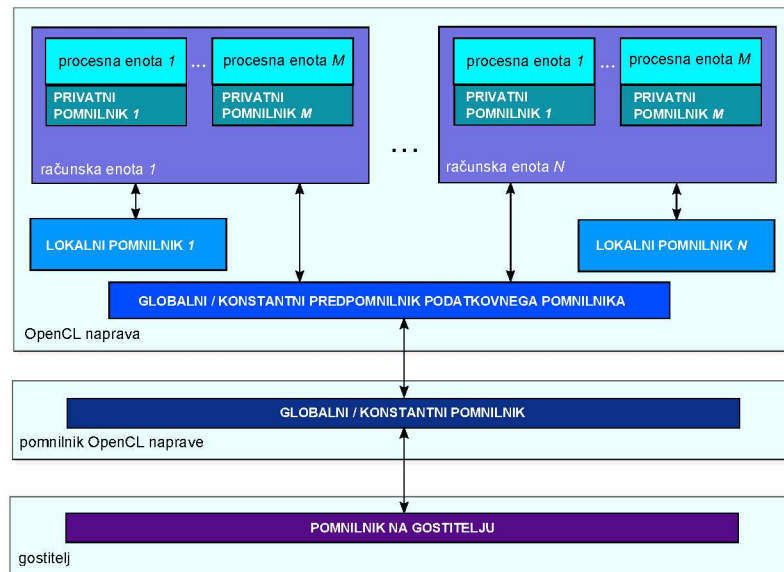 procesna enota 1 ... procesna enota M
PRIVATNI POMNILNIK 1
PRIVATNI POMNILNIK M
računska enota 1
...
procesna enota 1 ... procesna enota M
PRIVATNI POMNILNIK 1
PRIVATNI POMNILNIK M
računska enota N
LOKALNI POMNILNIK 1
LOKALNI POMNILNIK N
GLOBALNI / KONSTANTNI PREDPOMNILNIK PODATKOVNEGA POMNILNIKA
OpenCL naprava
GLOBALNI / KONSTANTNI POMNILNIK
pomnilnik OpenCL naprave
POMNILNIK NA GOSTITELJU
gostitelj